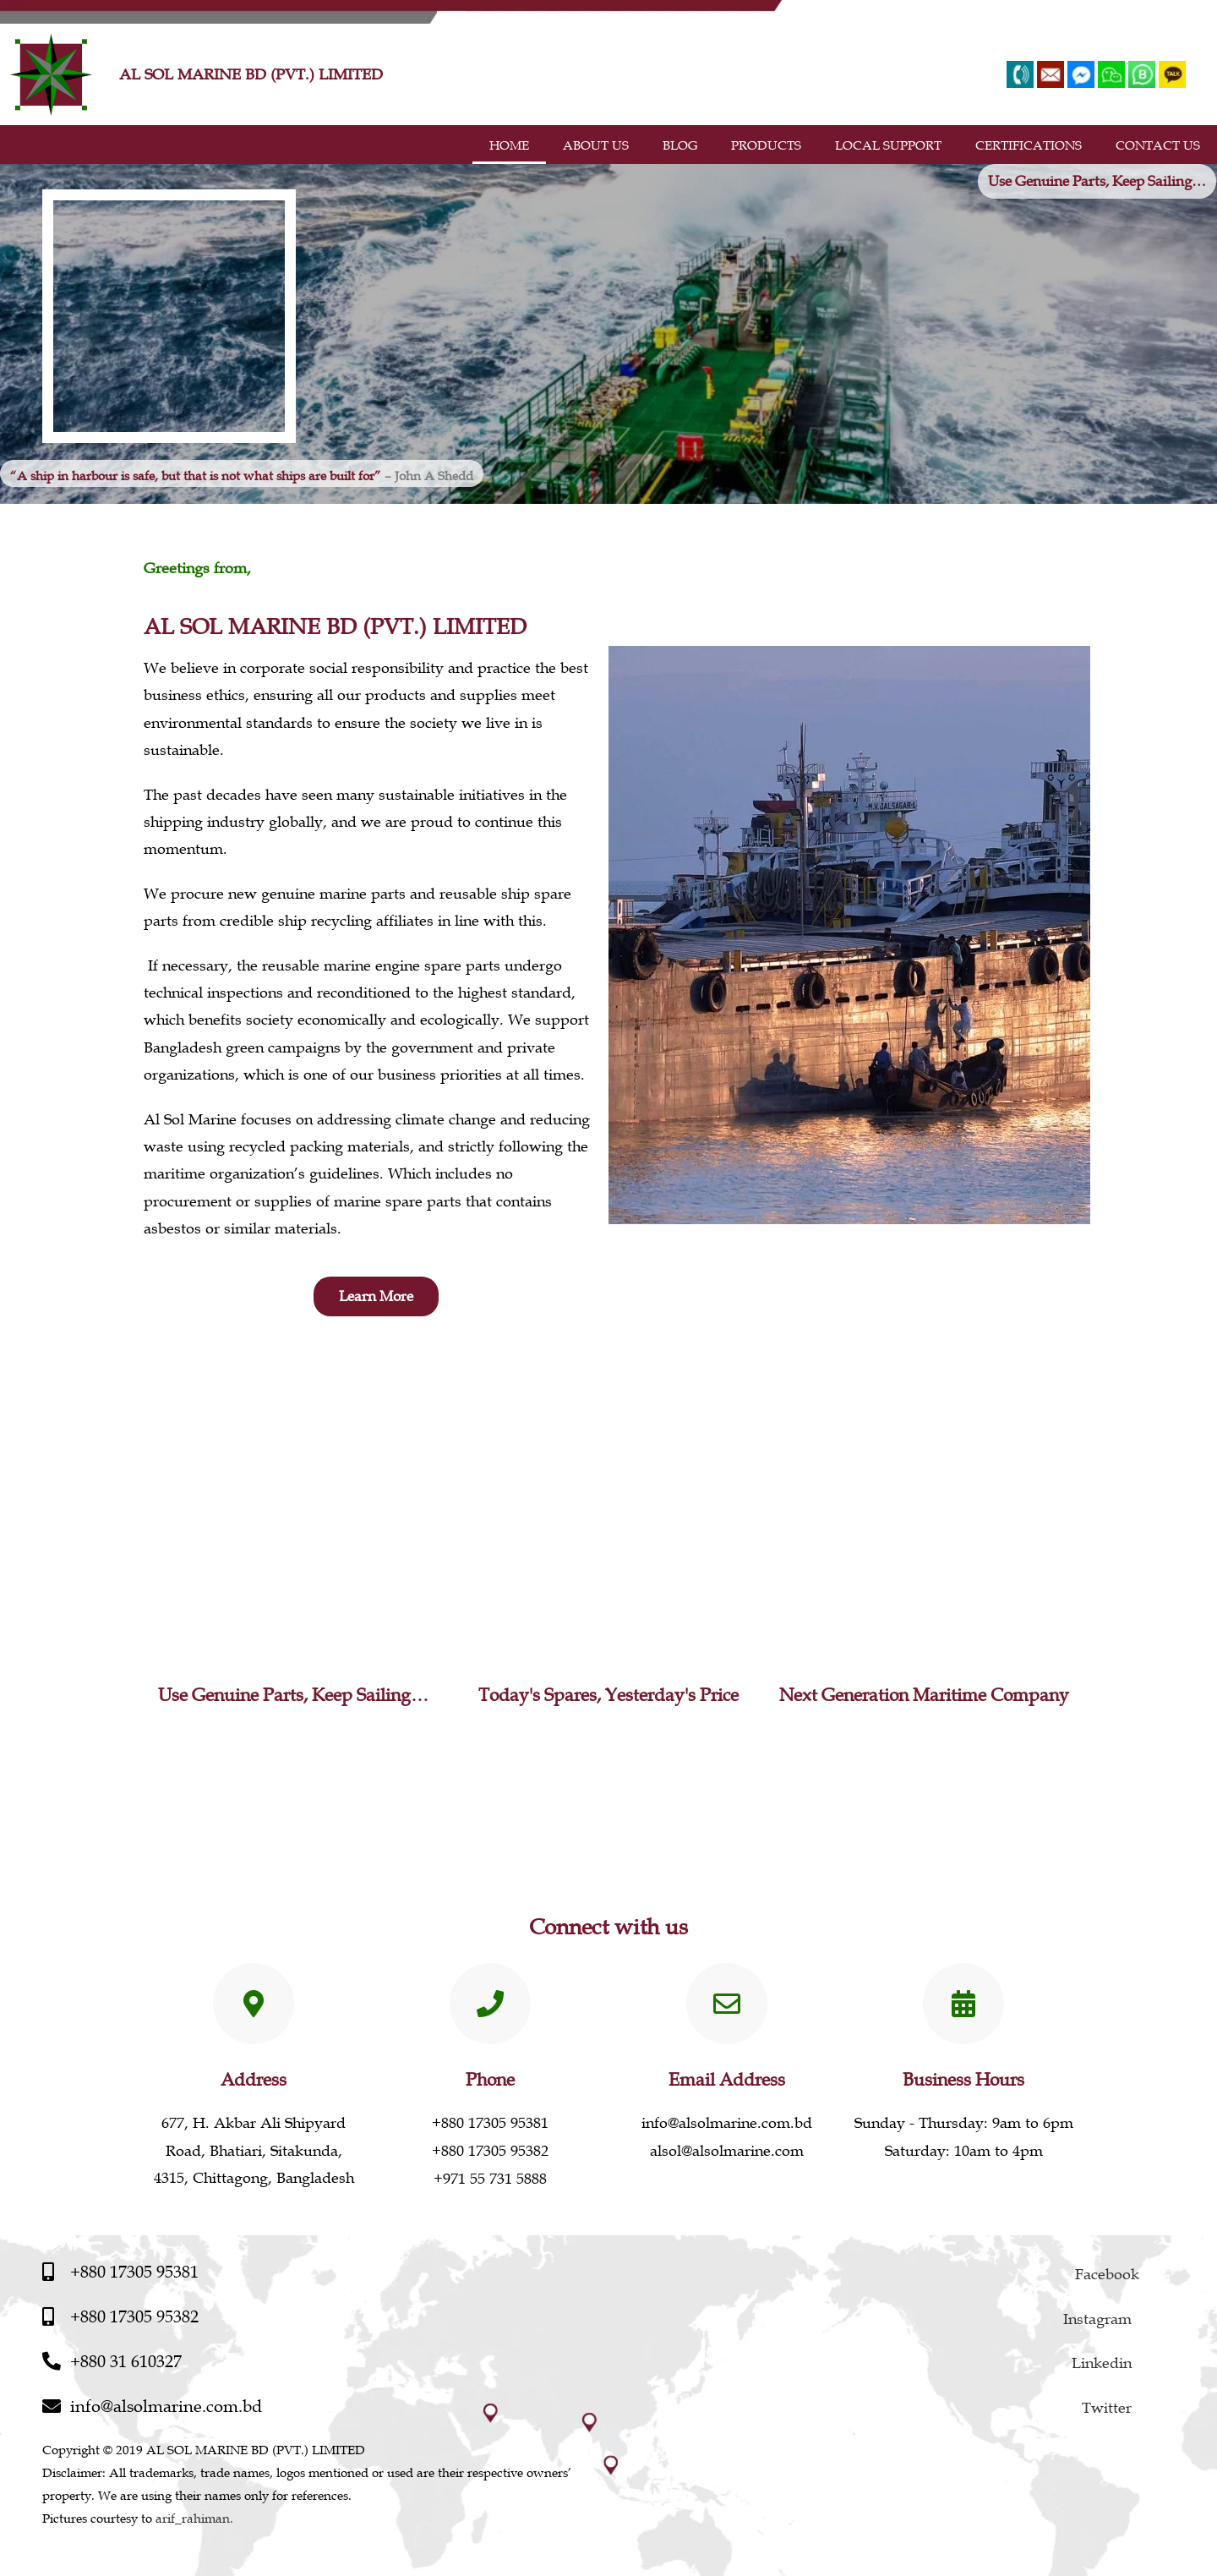 AL SOL MARINE BD (PVT.) LIMITED
TALK
HOME
ABOUT US
BLOG
PRODUCTS
LOCAL SUPPORT
CERTIFICATIONS
CONTACT US
Use Genuine Parts, Keep Sailing…
“A ship in harbour is safe, but that is not what ships are built for” – John A Shedd
Greetings from,
AL SOL MARINE BD (PVT.) LIMITED
We believe in corporate social responsibility and practice the best
business ethics, ensuring all our products and supplies meet
environmental standards to ensure the society we live in is
sustainable.
The past decades have seen many sustainable initiatives in the
shipping industry globally, and we are proud to continue this
momentum.
We procure new genuine marine parts and reusable ship spare
parts from credible ship recycling affiliates in line with this.
If necessary, the reusable marine engine spare parts undergo
technical inspections and reconditioned to the highest standard,
which benefits society economically and ecologically. We support
Bangladesh green campaigns by the government and private
organizations, which is one of our business priorities at all times.
Al Sol Marine focuses on addressing climate change and reducing
waste using recycled packing materials, and strictly following the
maritime organization’s guidelines. Which includes no
procurement or supplies of marine spare parts that contains
asbestos or similar materials.
M.V. JALSAGAR-1
Learn More
Use Genuine Parts, Keep Sailing…
Today's Spares, Yesterday's Price
Next Generation Maritime Company
Connect with us
Address
677, H. Akbar Ali Shipyard
Road, Bhatiari, Sitakunda,
4315, Chittagong, Bangladesh
Phone
+880 17305 95381
+880 17305 95382
+971 55 731 5888
Email Address
info@alsolmarine.com.bd
alsol@alsolmarine.com
Business Hours
Sunday - Thursday: 9am to 6pm
Saturday: 10am to 4pm
+880 17305 95381
+880 17305 95382
+880 31 610327
info@alsolmarine.com.bd
Copyright © 2019 AL SOL MARINE BD (PVT.) LIMITED
Disclaimer: All trademarks, trade names, logos mentioned or used are their respective owners’
property. We are using their names only for references.
Pictures courtesy to arif_rahiman.
Facebook
Instagram
Linkedin
Twitter